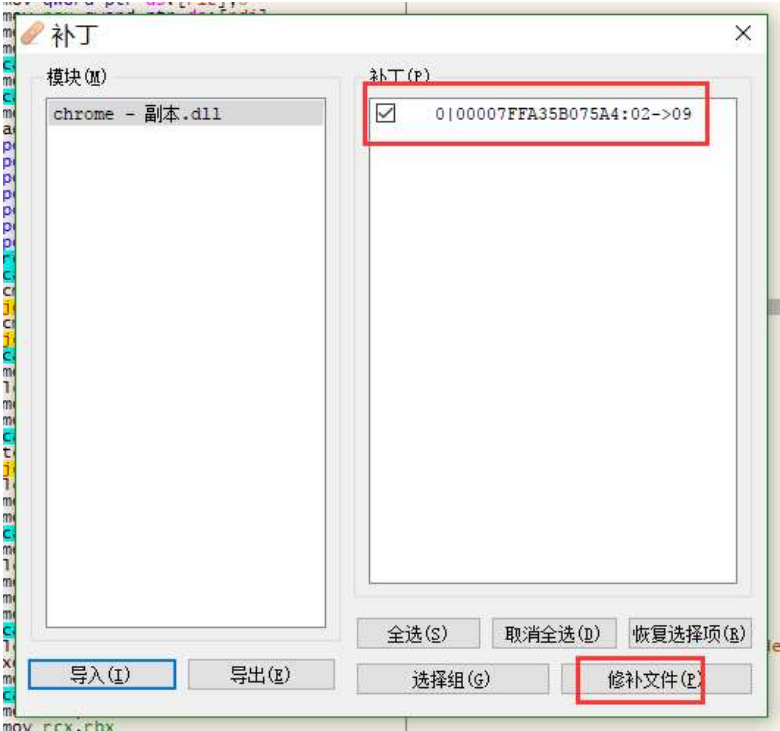 补丁
模块(M)
补丁(P)
chrome - 副本.dll
0|00007FFA35B075A4:02->09
全选(S)
取消全选(D)
恢复选择项(R)
导入(I)
导出(E)
选择组(G)
修补文件(P)
mov rcx,rbx